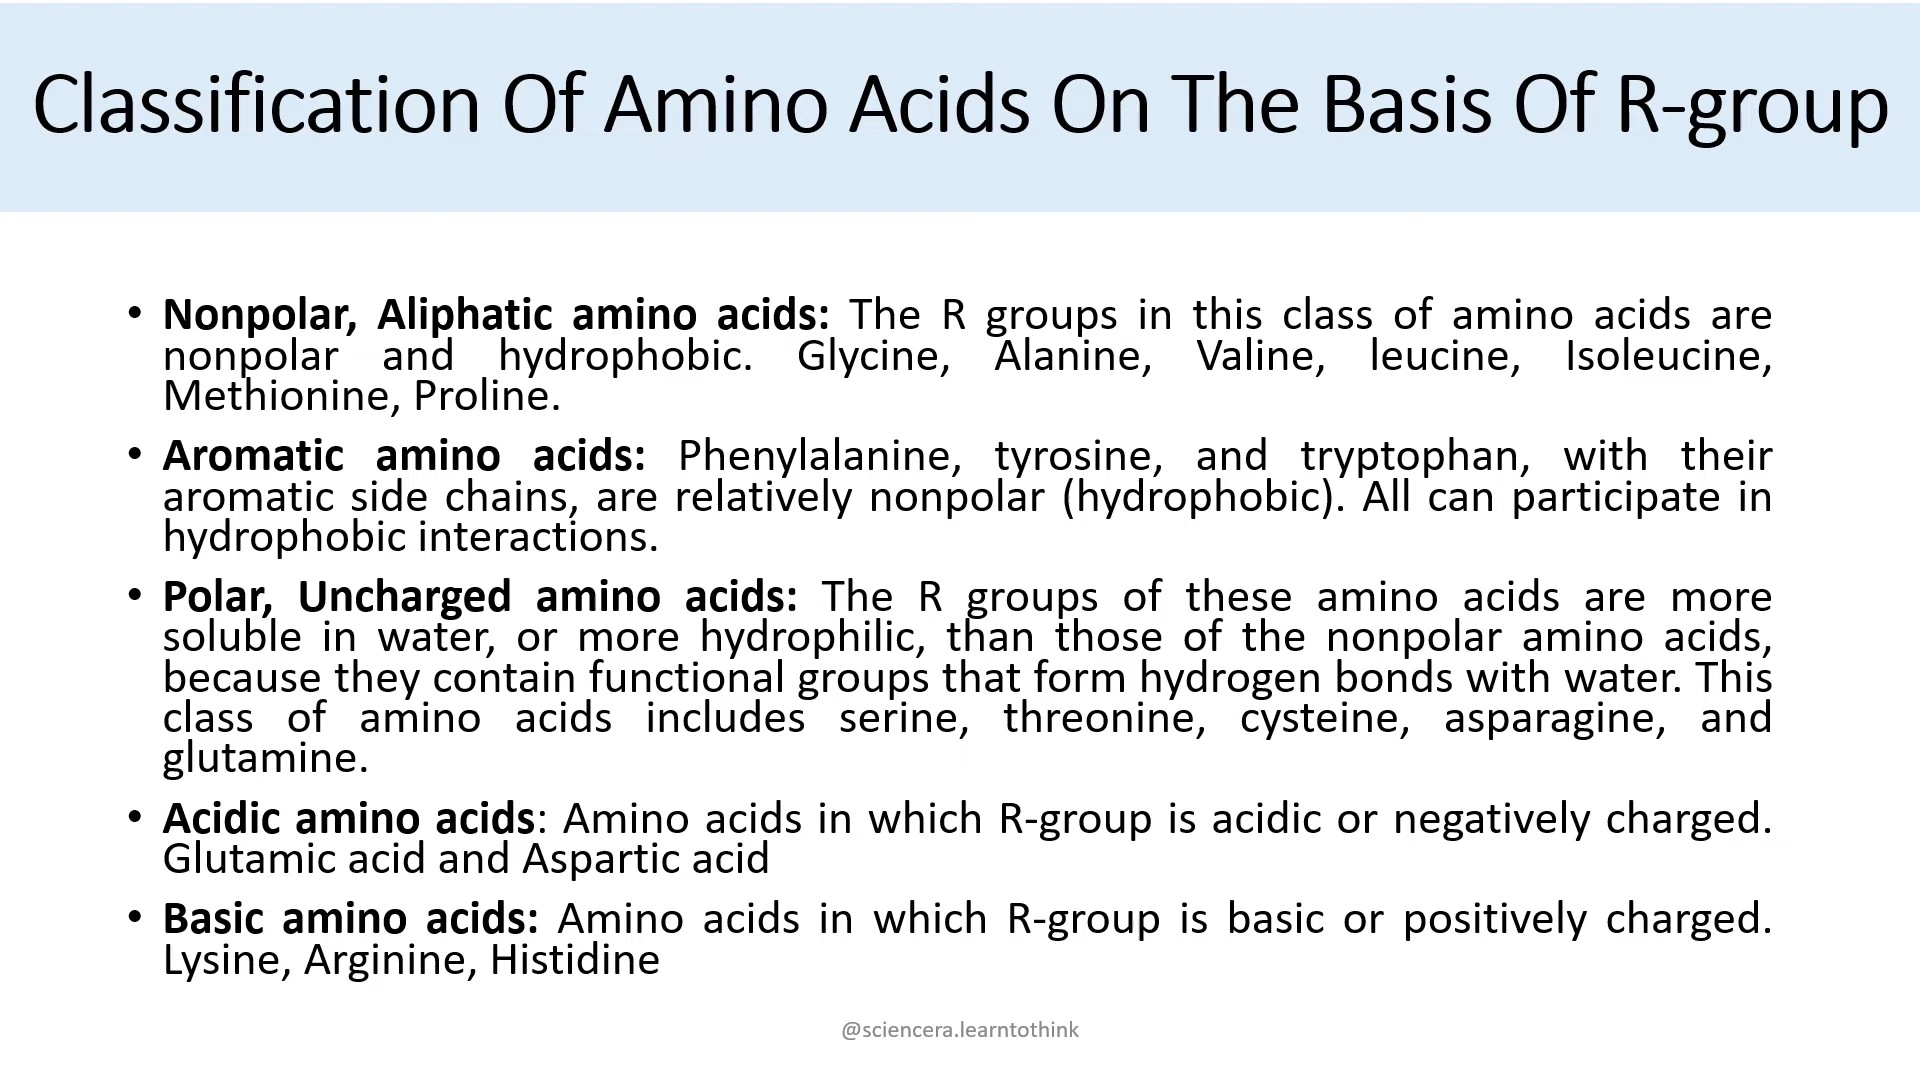 Classification Of Amino Acids On The Basis Of R-group
• Nonpolar, Aliphatic amino acids: The R groups in this class of amino acids are
nonpolar and hydrophobic. Glycine, Alanine, Valine, leucine, Isoleucine,
Methionine, Proline.
• Aromatic amino acids: Phenylalanine, tyrosine, and tryptophan, with their
aromatic side chains, are relatively nonpolar (hydrophobic). All can participate in
hydrophobic interactions.
• Polar, Uncharged amino acids: The R groups of these amino acids are more
soluble in water, or more hydrophilic, than those of the nonpolar amino acids,
because they contain functional groups that form hydrogen bonds with water. This
class of amino acids includes serine, threonine, cysteine, asparagine, and
glutamine.
• Acidic amino acids: Amino acids in which R-group is acidic or negatively charged.
Glutamic acid and Aspartic acid
• Basic amino acids: Amino acids in which R-group is basic or positively charged.
Lysine, Arginine, Histidine
@sciencera.learntothink